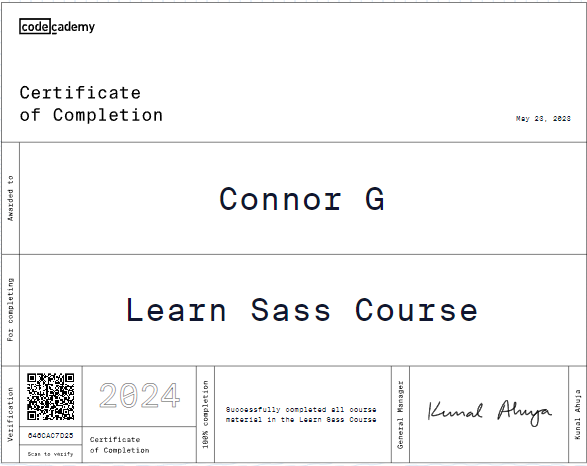 codecademy
Certificate
of Completion
May 23, 2023
Awarded to
Connor G
For completing
Learn Sass Course
Verification
646CAC7D25
Scan to verify
2024
Certificate
of Completion
100% completion
Successfully completed all course
material in the Learn Sass Course
General Manager
Kunal Ahuja
Kunal Ahuja